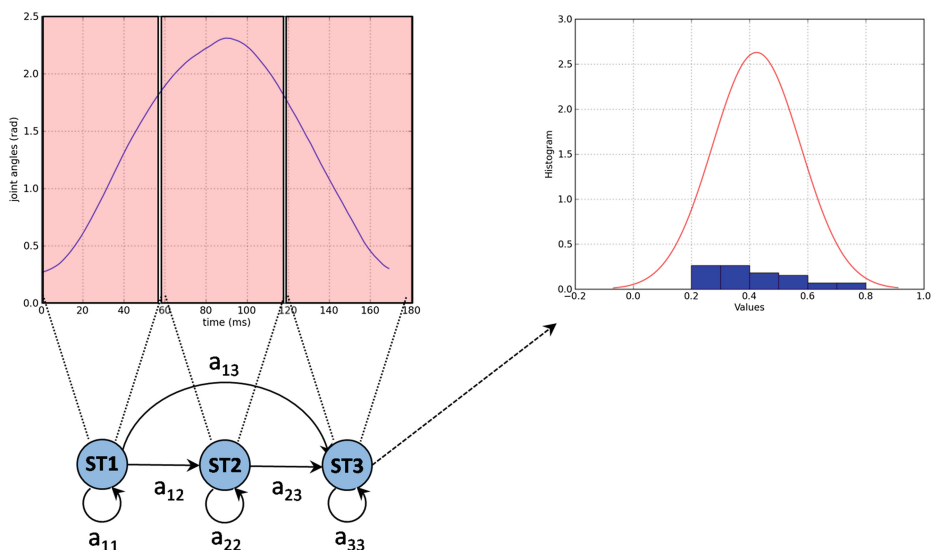 2.5
2.0
1.5
1.0
0.5
0.0
joint angles (rad)
0 20 40 60 80 100 120 140 160 180
time (ms)
3.0
2.5
2.0
1.5
1.0
0.5
0.0
Histogram
−0.2 0.0 0.2 0.4 0.6 0.8 1.0
Values
a13
ST1 ST2 ST3
a12 a23
a11 a22 a33